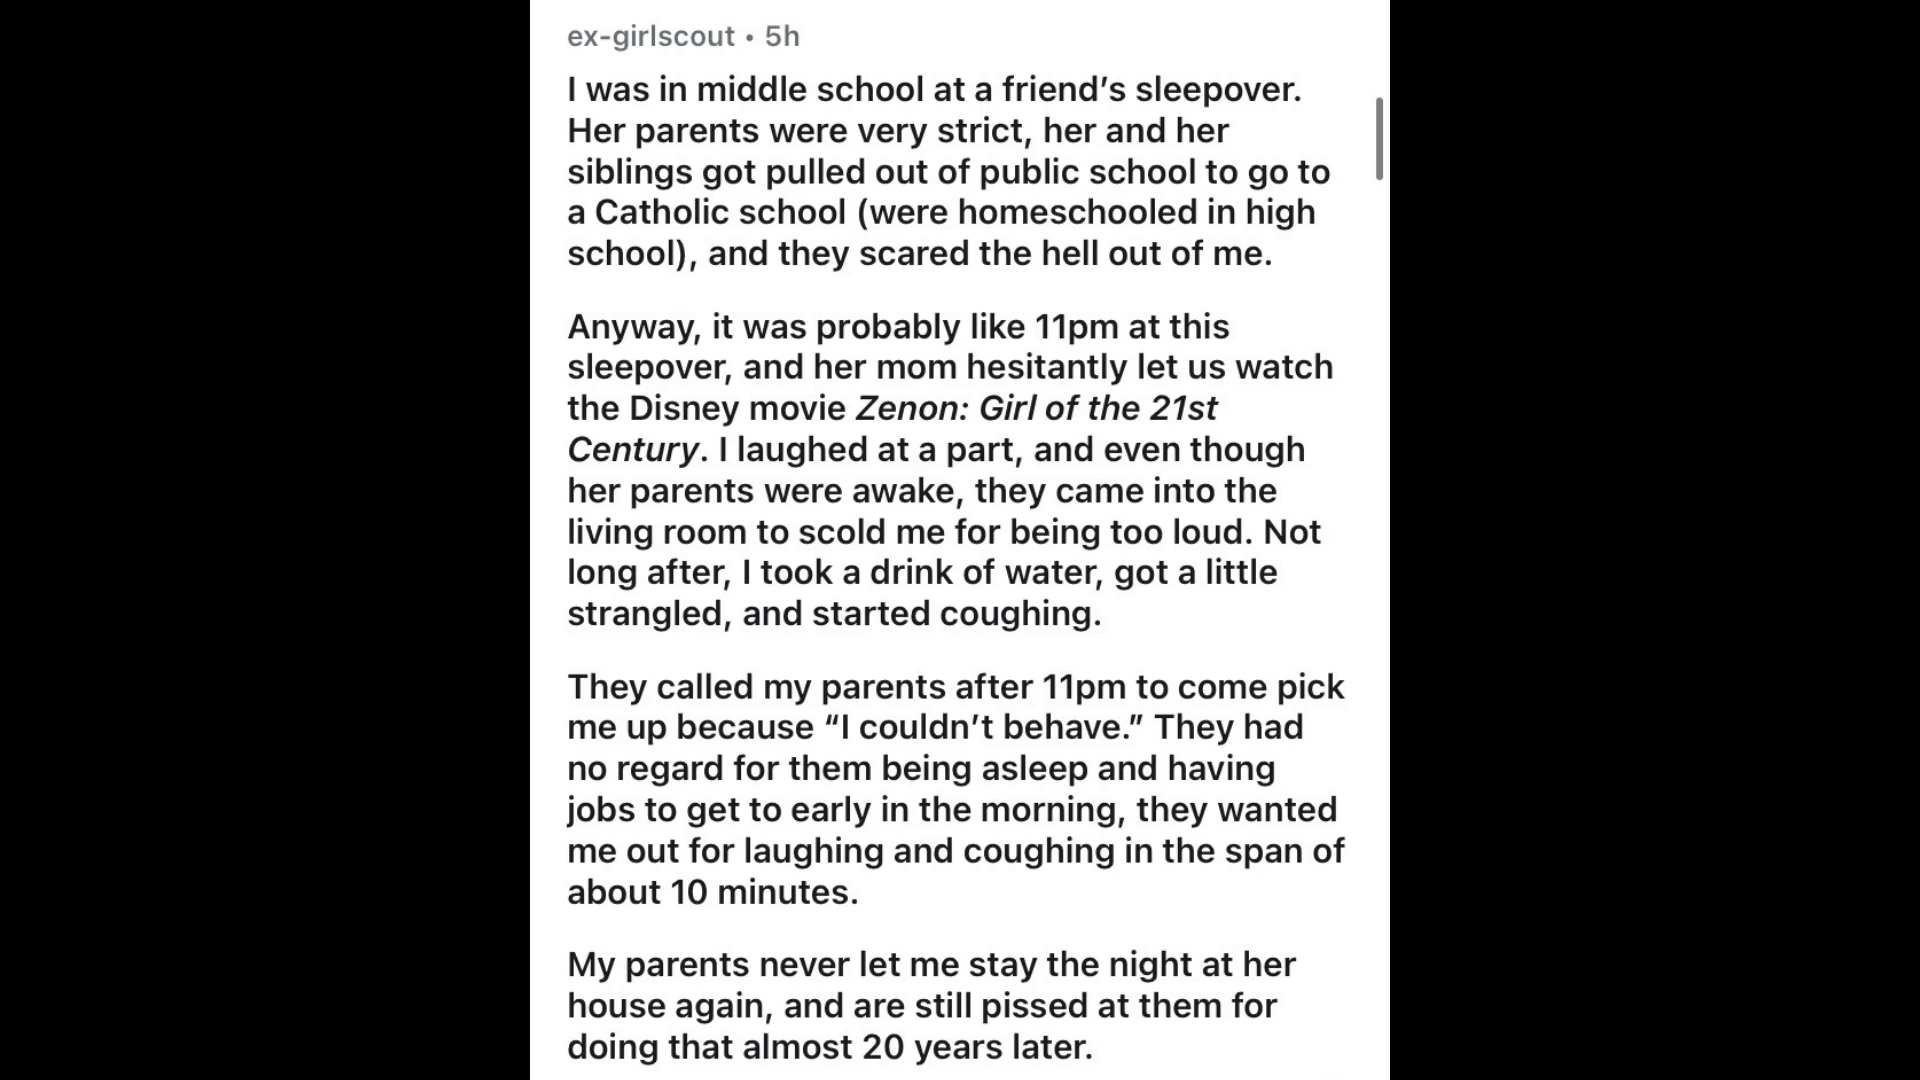 ex-girlscout • 5h
I was in middle school at a friend’s sleepover.
Her parents were very strict, her and her
siblings got pulled out of public school to go to
a Catholic school (were homeschooled in high
school), and they scared the hell out of me.
Anyway, it was probably like 11pm at this
sleepover, and her mom hesitantly let us watch
the Disney movie Zenon: Girl of the 21st
Century. I laughed at a part, and even though
her parents were awake, they came into the
living room to scold me for being too loud. Not
long after, I took a drink of water, got a little
strangled, and started coughing.
They called my parents after 11pm to come pick
me up because “I couldn’t behave.” They had
no regard for them being asleep and having
jobs to get to early in the morning, they wanted
me out for laughing and coughing in the span of
about 10 minutes.
My parents never let me stay the night at her
house again, and are still pissed at them for
doing that almost 20 years later.